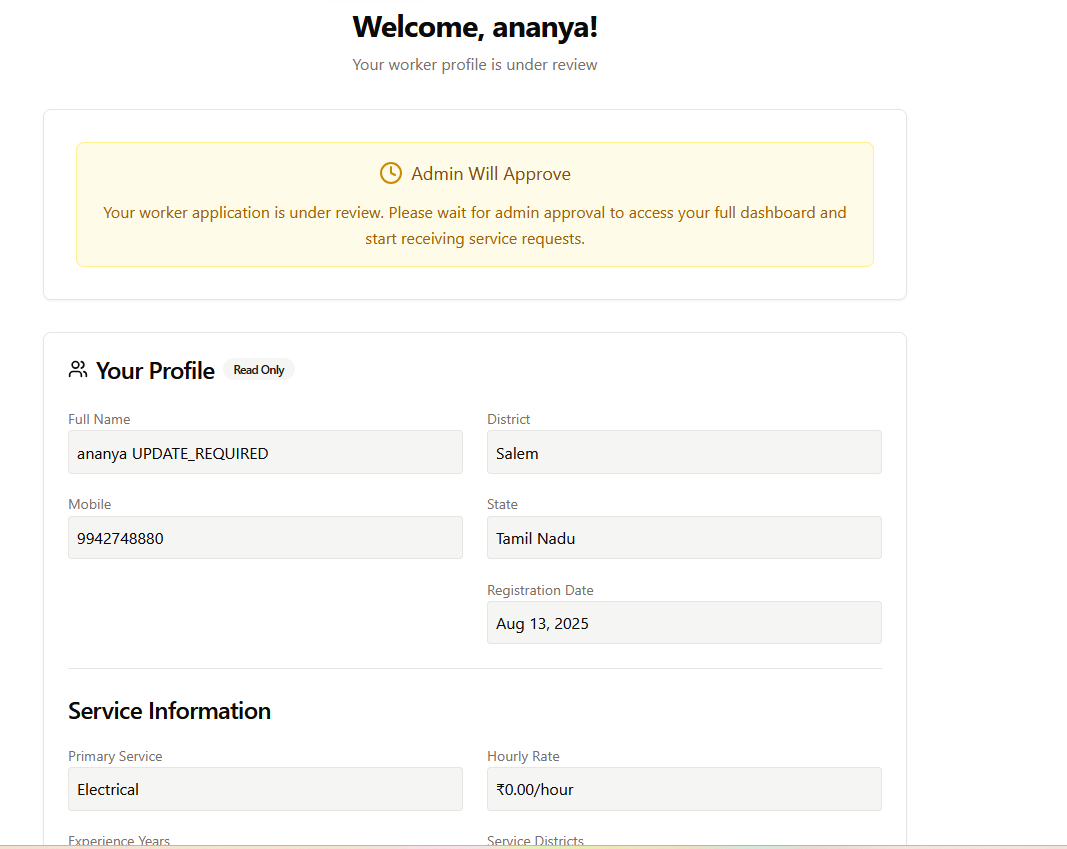 Welcome, ananya!
Your worker profile is under review
Admin Will Approve
Your worker application is under review. Please wait for admin approval to access your full dashboard and
start receiving service requests.
Your Profile
Read Only
Full Name
ananya UPDATE_REQUIRED
District
Salem
Mobile
9942748880
State
Tamil Nadu
Registration Date
Aug 13, 2025
Service Information
Primary Service
Electrical
Hourly Rate
₹0.00/hour
Experience Years
Service Districts